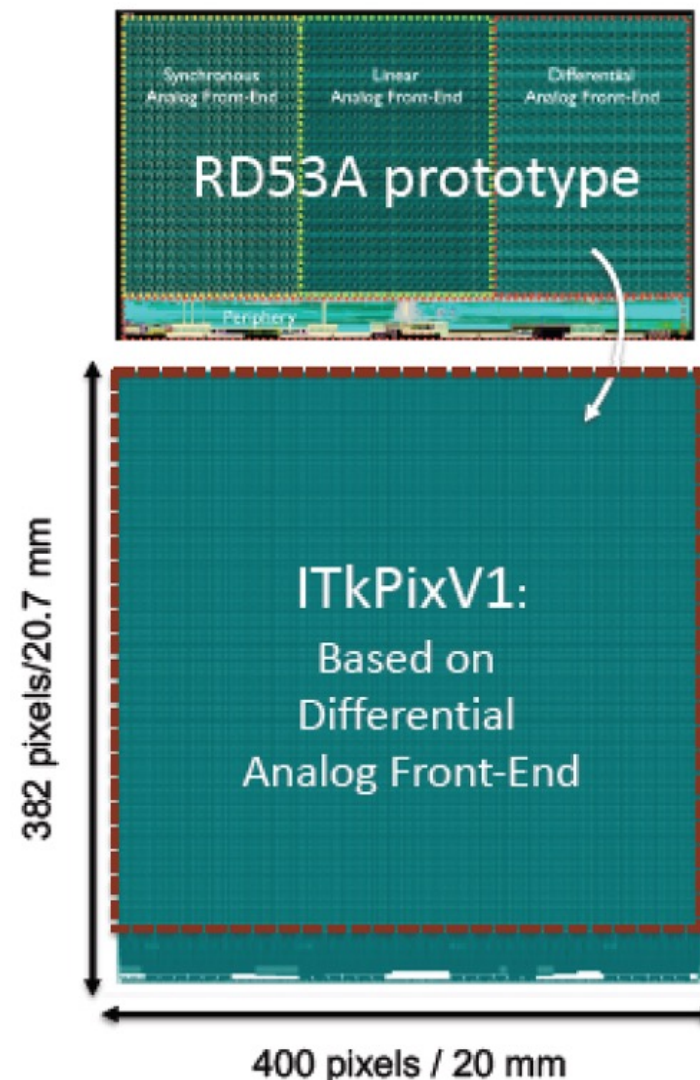 Synchronous
Analog Front-End
Linear
Analog Front-End
Differential
Analog Front-End
RD53A prototype
Periphery
382 pixels/20.7 mm
ITkPixV1:
Based on
Differential
Analog Front-End
400 pixels / 20 mm